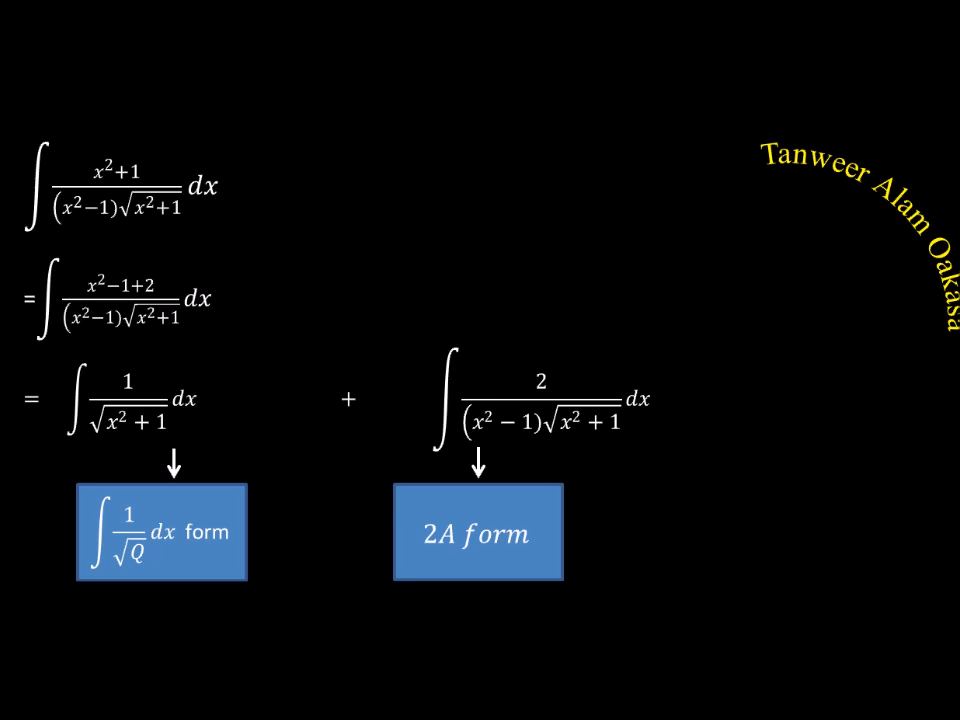 ∫ x²+1 / (x²−1)√x²+1 dx
Tanweer Alam Oakasa
=∫ x²−1+2 / (x²−1)√x²+1 dx
= ∫ 1 / √x² + 1 dx + ∫ 2 / (x² − 1)√x² + 1 dx
∫ 1 / √Q dx form
2A form